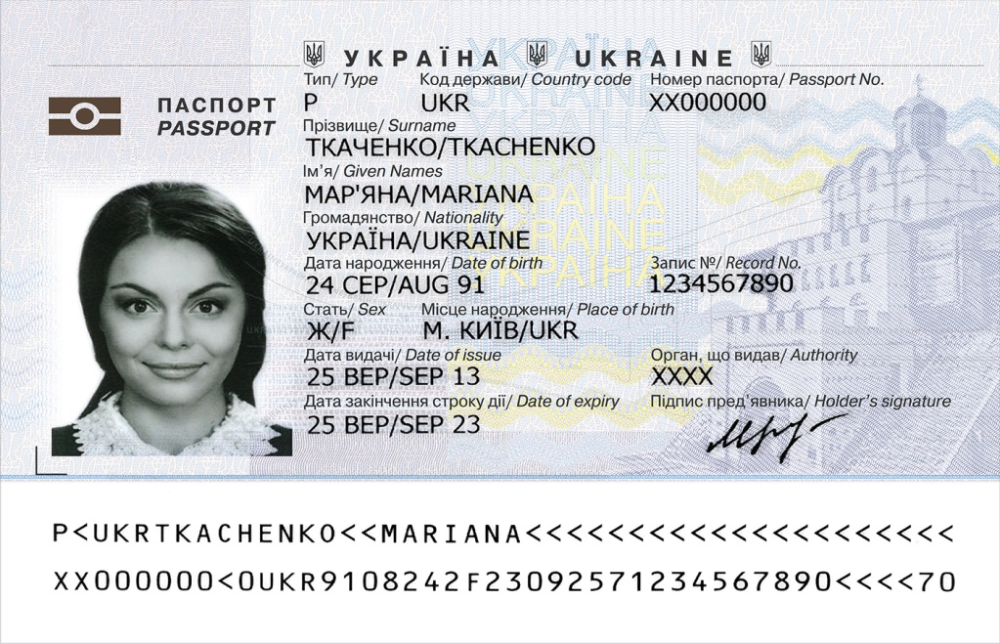 УКРАЇНА UKRAINE
ПАСПОРТ
PASSPORT
Тип/ Type Код держави/ Country code Номер паспорта/ Passport No.
P UKR XX000000
Прізвище/ Surname
ТКАЧЕНКО/TKACHENKO
Ім'я/ Given Names
МАР'ЯНА/MARIANA
Громадянство/ Nationality
УКРАЇНА/UKRAINE
Дата народження/ Date of birth Запис №/ Record No.
24 СЕР/AUG 91 1234567890
Стать/ Sex Місце народження/ Place of birth
Ж/F М. КИЇВ/UKR
Дата видачі/ Date of issue Орган, що видав/ Authority
25 ВЕР/SEP 13 XXXX
Дата закінчення строку дії/ Date of expiry Підпис пред'явника/ Holder's signature
25 ВЕР/SEP 23
P<UKRTKACHENKO<<MARIANA<<<<<<<<<<<<<<<<<<<<<
XX000000<0UKR9108242F23092571234567890<<<<70